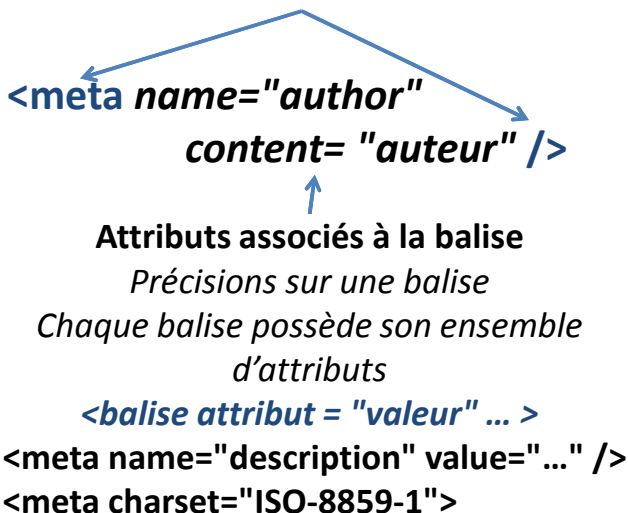 <meta name="author"
content= "auteur" />
Attributs associés à la balise
Précisions sur une balise
Chaque balise possède son ensemble
d’attributs
<balise attribut = "valeur" … >
<meta name="description" value="…" />
<meta charset="ISO-8859-1">